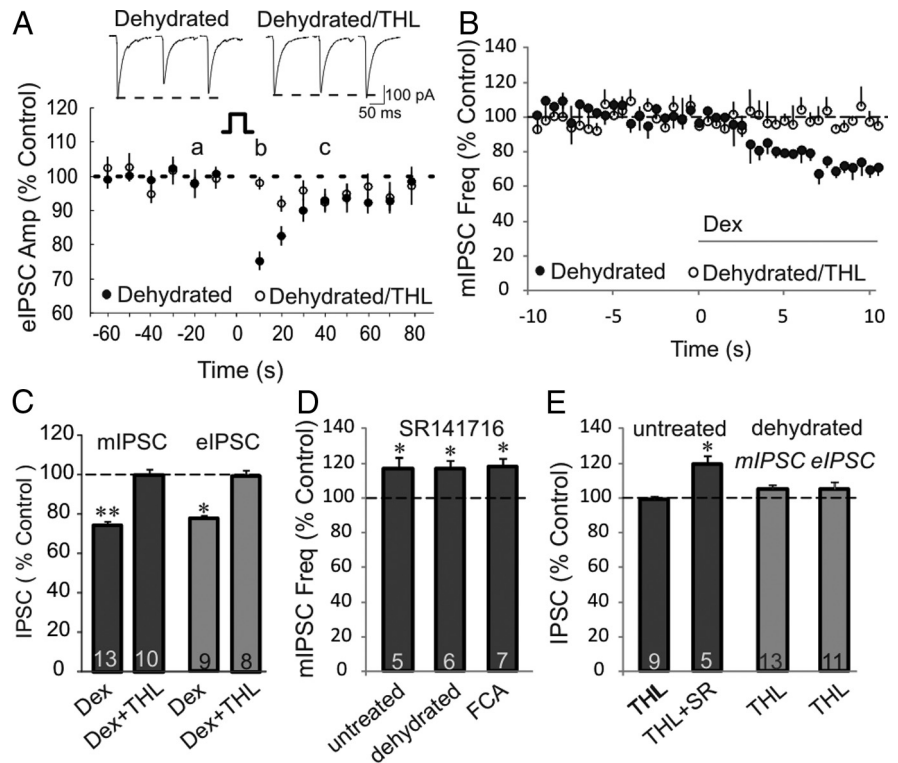 A
Dehydrated Dehydrated/THL
100 pA
50 ms
eIPSC Amp (% Control)
120
110
100
90
80
70
60
a b c
Dehydrated Dehydrated/THL
-60 -40 -20 0 20 40 60 80
Time (s)
B
mIPSC Freq (% Control)
140
120
100
80
60
40
20
0
Dex
Dehydrated Dehydrated/THL
-10 -5 0 5 10
Time (s)
C
IPSC ( % Control)
120
100
80
60
40
20
0
mIPSC eIPSC
** *
13 10 9 8
Dex Dex+THL Dex Dex+THL
D
mIPSC Freq (% Control)
140
120
100
80
60
40
20
0
SR141716
* * *
5 6 7
untreated dehydrated FCA
E
IPSC (% Control)
140
120
100
80
60
40
20
0
untreated dehydrated
* mIPSC eIPSC
9 5 13 11
THL THL+SR THL THL